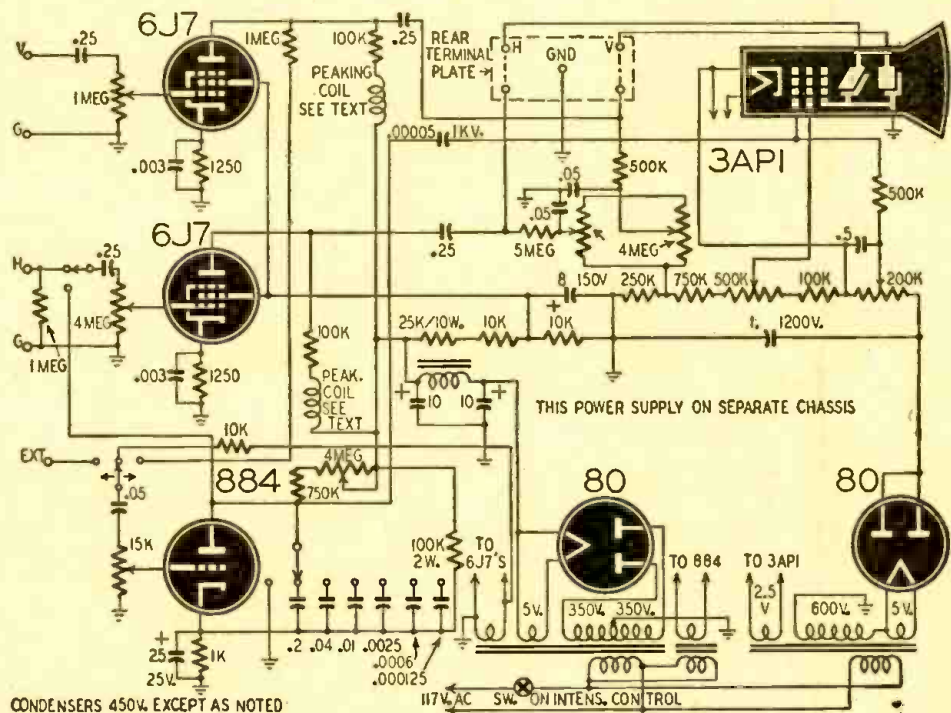 6J7
V
.25
1 MEG
G
.003
1250
1MEG
100K
PEAKING
COIL
SEE TEXT
.25
REAR
TERMINAL
PLATE
H
GND
V
3AP1
.00005
1KV.
500K
500K
.05
.05
5MEG
4MEG
.5
6J7
H
.25
4MEG
G
1 MEG
.003
1250
.25
100K
PEAK.
COIL
SEE
TEXT
8
150V
250K
750K
500K
100K
200K
25K/10W.
10K
10K
1.
1200V.
+
10
+
10
+
THIS POWER SUPPLY ON SEPARATE CHASSIS
EXT
10K
.05
884
4MEG
750K
15K
100K
2W.
80
80
TO
6J7'S
TO 884
TO 3AP1
2.5
V
5V.
350V.
350V.
600V.
5V.
+
25
25V.
1K
.2
.04
.01
.0025
.0006
.000125
117V. AC
SW. ON INTENS. CONTROL
CONDENSERS 450V. EXCEPT AS NOTED